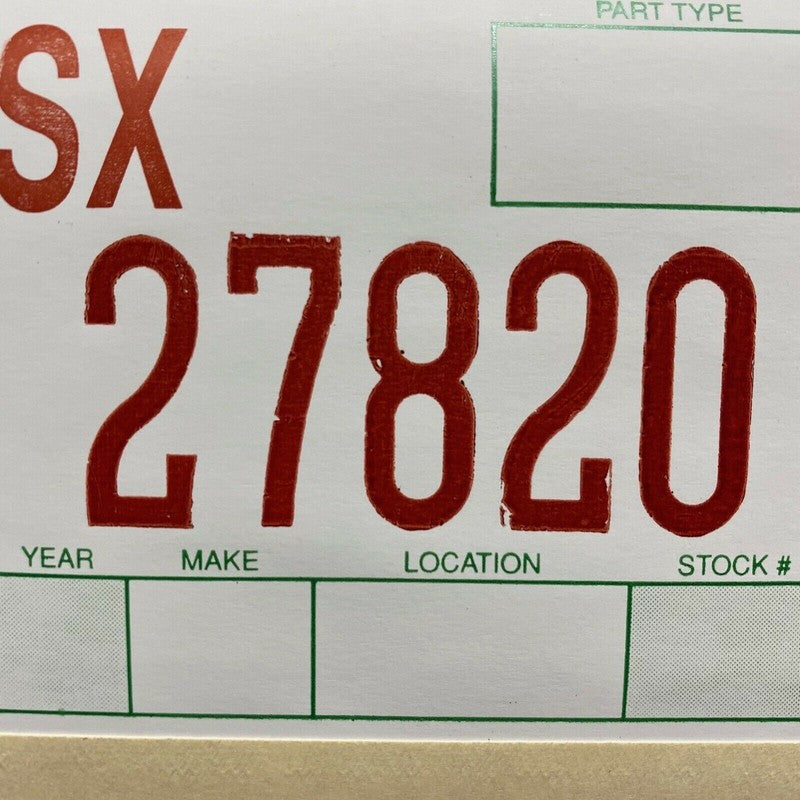 PART TYPE
SX
27820
YEAR MAKE LOCATION STOCK #